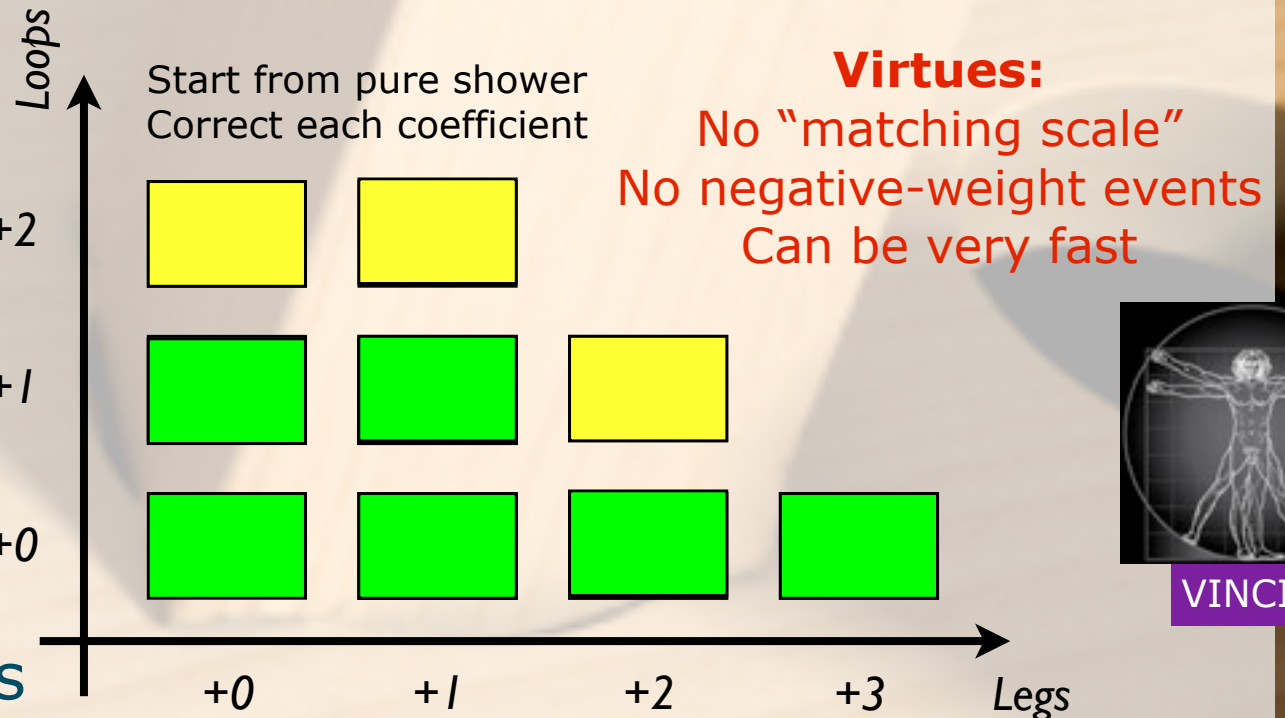 Loops
Start from pure shower
Correct each coefficient
Virtues:
No “matching scale”
No negative-weight events
Can be very fast
+2
+1
+0
VINCI
s
+0 +1 +2 +3 Legs